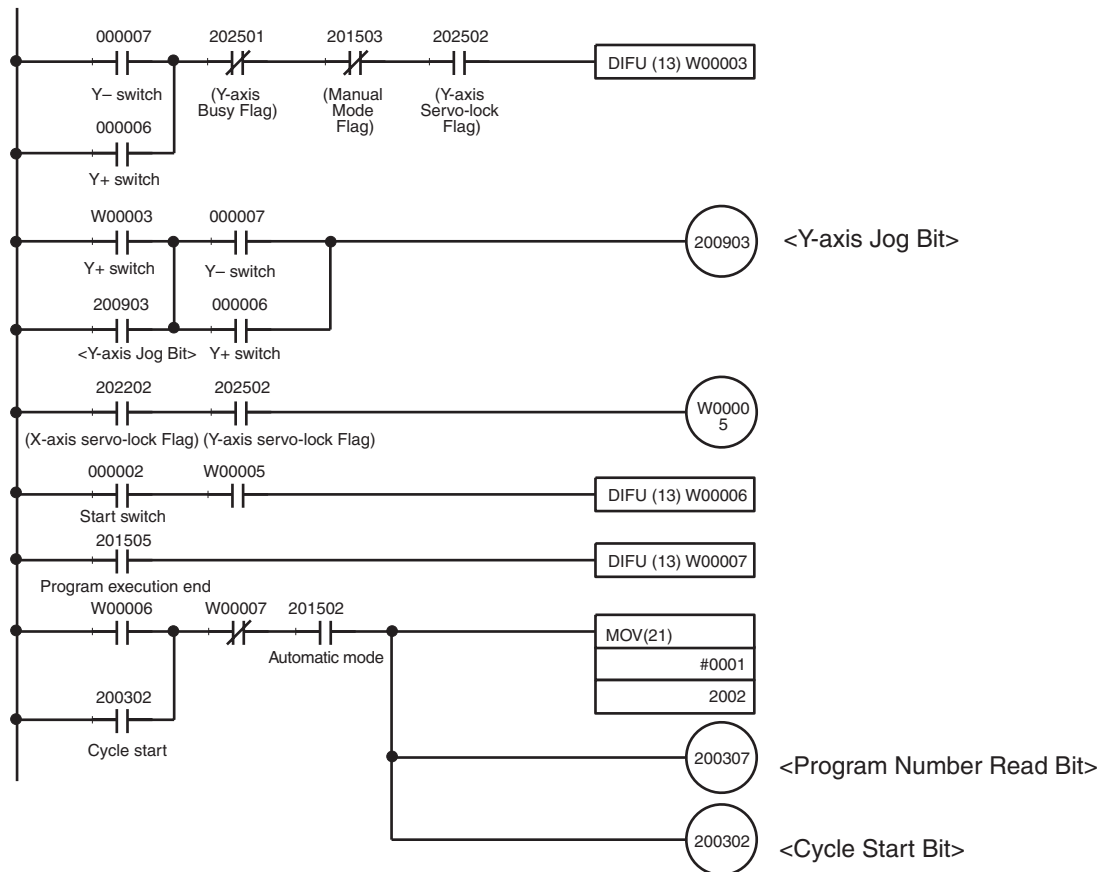 000007 202501 201503 202502
DIFU (13) W00003
Y– switch (Y-axis Busy Flag) (Manual Mode Flag) (Y-axis Servo-lock Flag)
000006
Y+ switch
W00003 000007
200903 <Y-axis Jog Bit>
Y+ switch Y– switch
200903 000006
<Y-axis Jog Bit> Y+ switch
202202 202502
W00005
(X-axis servo-lock Flag) (Y-axis servo-lock Flag)
000002 W00005
DIFU (13) W00006
Start switch
201505
DIFU (13) W00007
Program execution end
W00006 W00007 201502
MOV(21)
Automatic mode
#0001
2002
200302
Cycle start
200307 <Program Number Read Bit>
200302 <Cycle Start Bit>